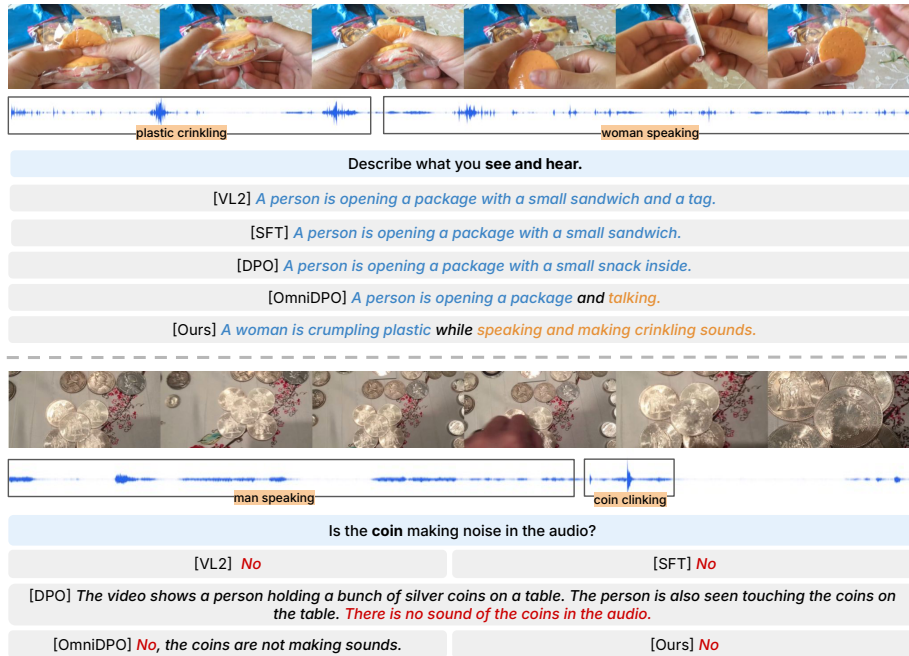 plastic crinkling
woman speaking
Describe what you see and hear.
[VL2] A person is opening a package with a small sandwich and a tag.
[SFT] A person is opening a package with a small sandwich.
[DPO] A person is opening a package with a small snack inside.
[OmniDPO] A person is opening a package and talking.
[Ours] A woman is crumpling plastic while speaking and making crinkling sounds.
man speaking
coin clinking
Is the coin making noise in the audio?
[VL2] No
[SFT] No
[DPO] The video shows a person holding a bunch of silver coins on a table. The person is also seen touching the coins on
the table. There is no sound of the coins in the audio.
[OmniDPO] No, the coins are not making sounds.
[Ours] No